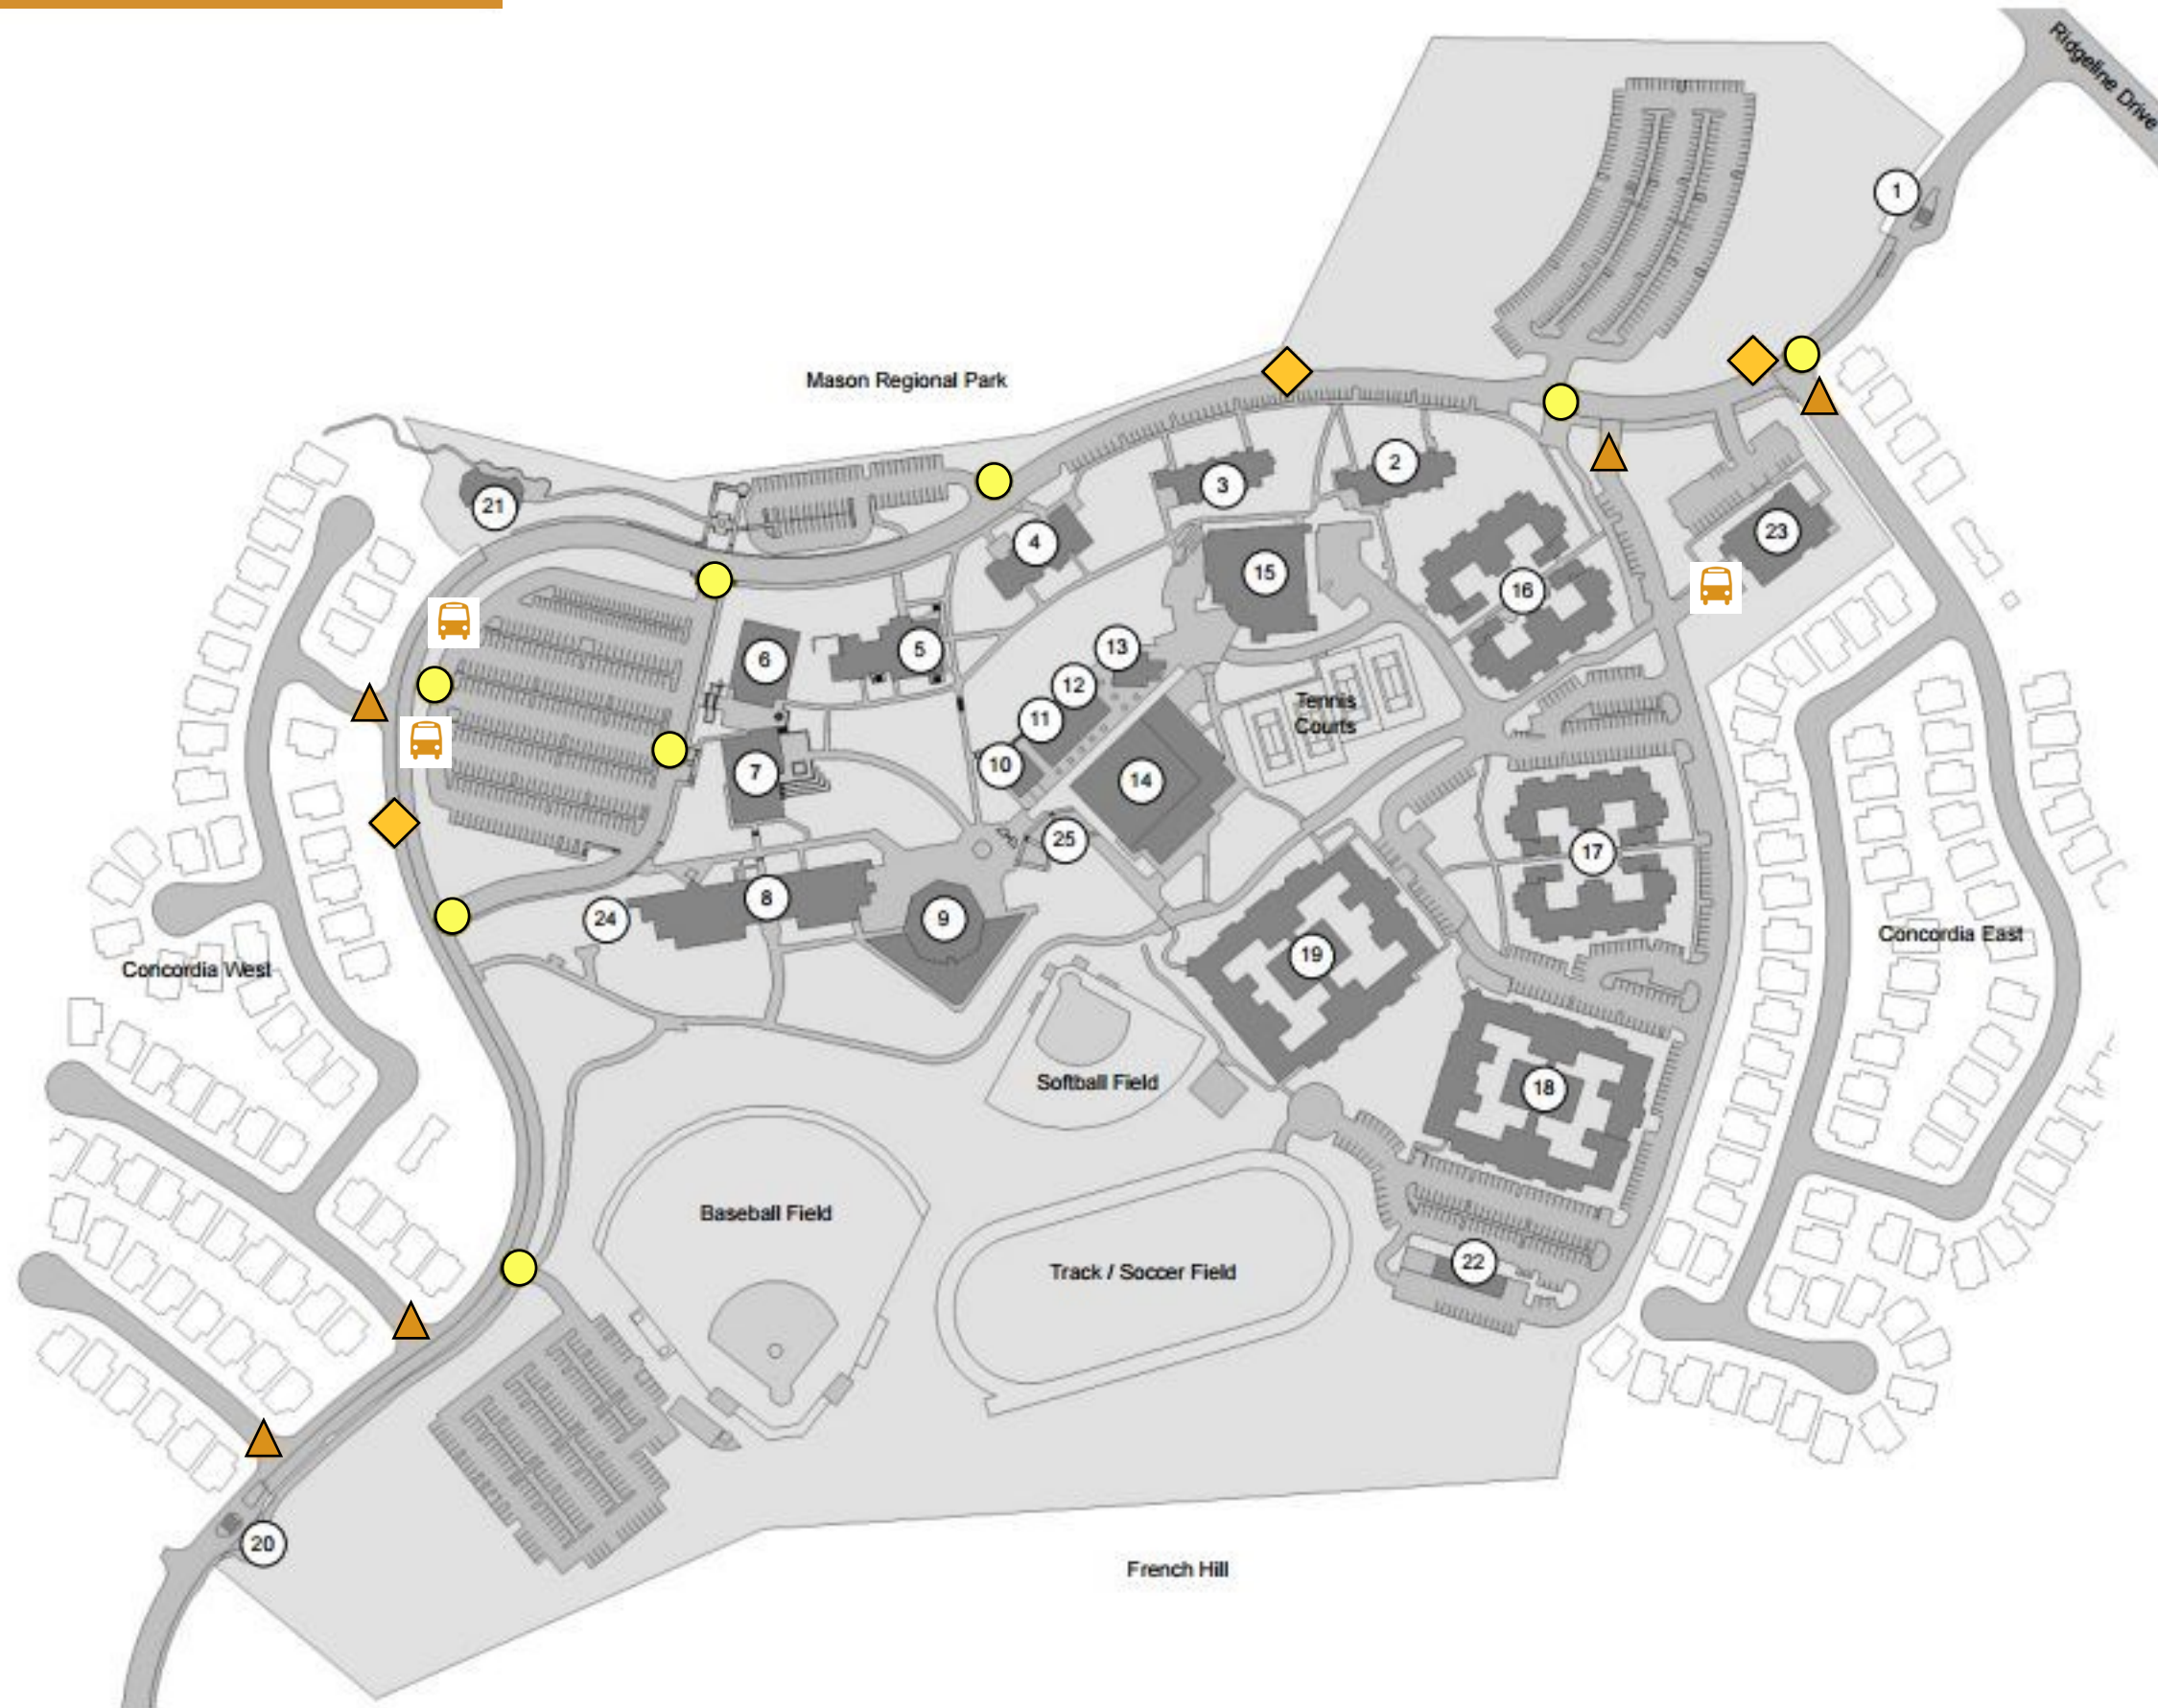 Ridgeline Drive
1
Mason Regional Park
2
3
21
4
23
15
16
5
6
13
12
Tennis
Courts
11
10
7
14
25
17
8
24
9
Concordia East
19
Concordia West
Softball Field
18
Baseball Field
22
Track / Soccer Field
20
French Hill